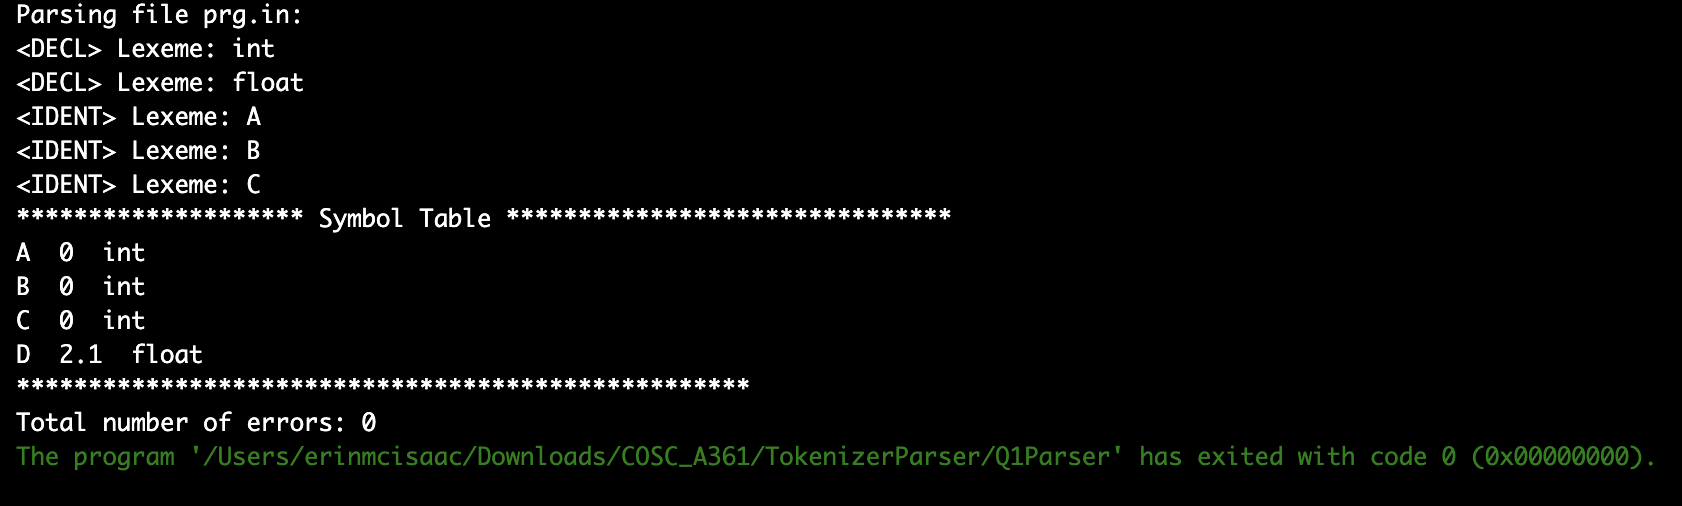 Parsing file prg.in:
<DECL> Lexeme: int
<DECL> Lexeme: float
<IDENT> Lexeme: A
<IDENT> Lexeme: B
<IDENT> Lexeme: C
******************** Symbol Table *******************************
A  0  int
B  0  int
C  0  int
D  2.1  float
***************************************************
Total number of errors: 0
The program '/Users/erinmcisaac/Downloads/COSC_A361/TokenizerParser/Q1Parser' has exited with code 0 (0x00000000).